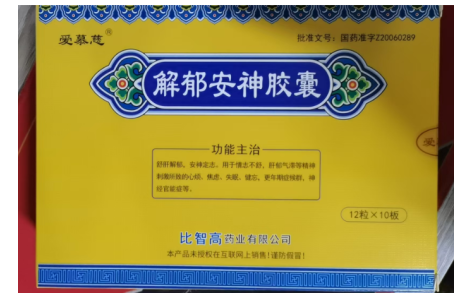 爱慕慈®
批准文号：国药准字Z20060289
解郁安神胶囊
功能主治
舒肝解郁，安神定志。用于情志不舒，肝郁气滞等精神
刺激所致的心烦、焦虑、失眠、健忘、更年期症候群、神
经官能症等。
12粒×10板
比智高药业有限公司
本产品未授权在互联网上销售！谨防假冒！